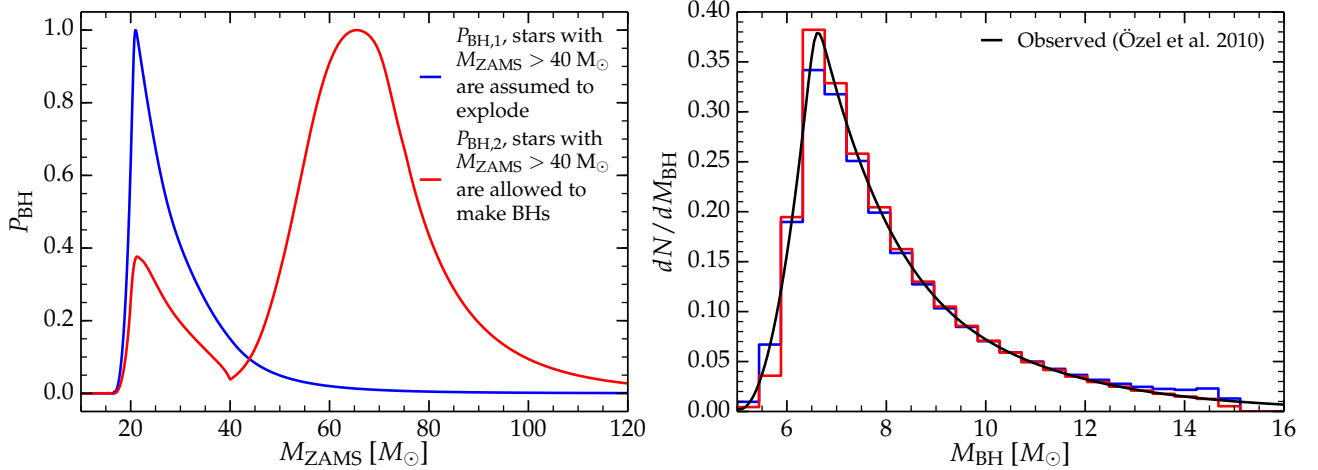 1.0
0.8
0.6
0.4
0.2
0.0
P_BH
20 40 60 80 100 120
M_ZAMS [M_⊙]
P_BH,1, stars with
M_ZAMS > 40 M_⊙
are assumed to
explode
P_BH,2, stars with
M_ZAMS > 40 M_⊙
are allowed to
make BHs
0.40
0.35
0.30
0.25
0.20
0.15
0.10
0.05
0.00
dN/dM_BH
6 8 10 12 14 16
M_BH [M_⊙]
Observed (Özel et al. 2010)